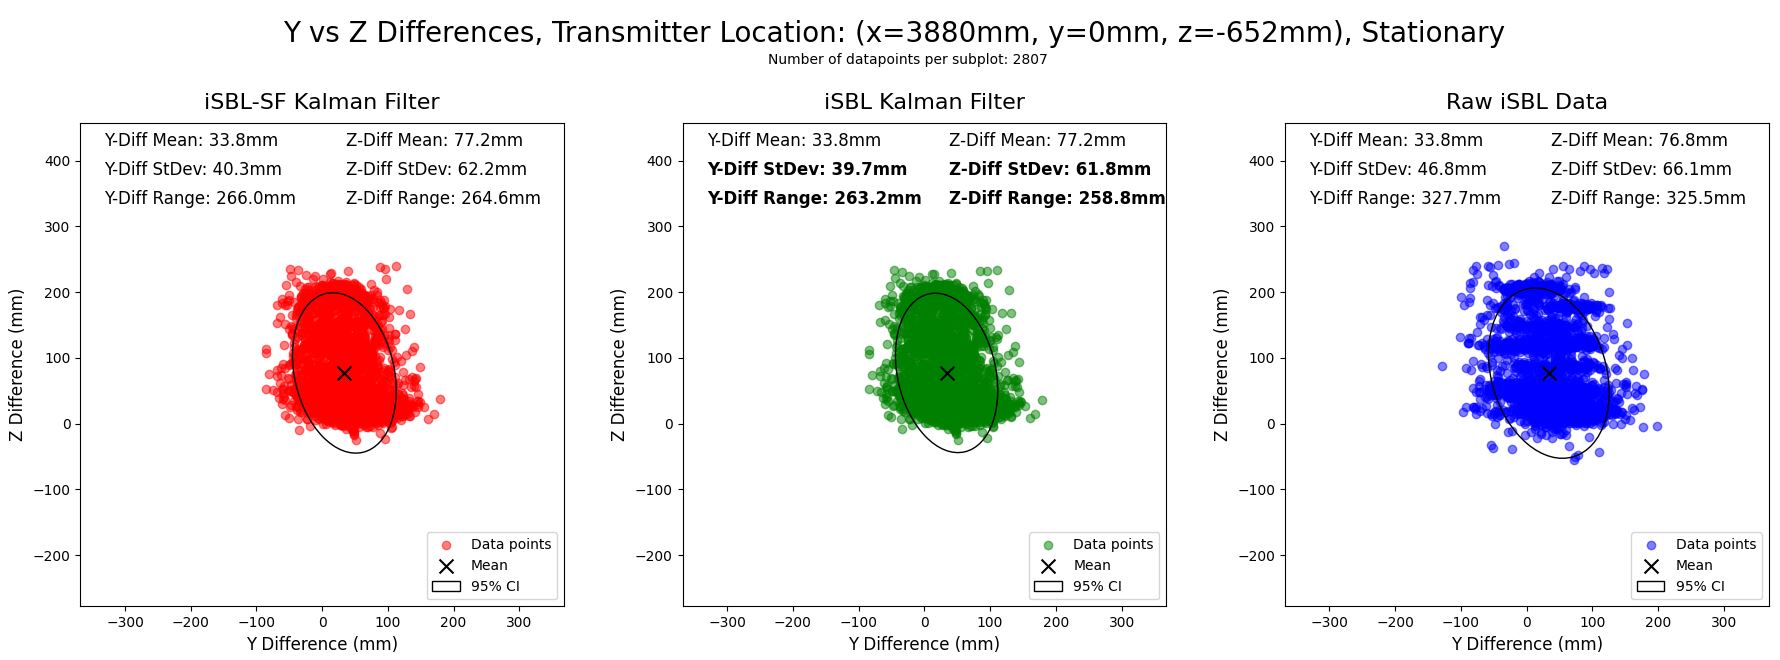 Y vs Z Differences, Transmitter Location: (x=3880mm, y=0mm, z=-652mm), Stationary
Number of datapoints per subplot: 2807
iSBL-SF Kalman Filter
Y-Diff Mean: 33.8mm Z-Diff Mean: 77.2mm
Y-Diff StDev: 40.3mm Z-Diff StDev: 62.2mm
Y-Diff Range: 266.0mm Z-Diff Range: 264.6mm
400
300
200
100
0
−100
−200
Z Difference (mm)
Data points
Mean
95% CI
−300 −200 −100 0 100 200 300
Y Difference (mm)
iSBL Kalman Filter
Y-Diff Mean: 33.8mm Z-Diff Mean: 77.2mm
Y-Diff StDev: 39.7mm Z-Diff StDev: 61.8mm
Y-Diff Range: 263.2mm Z-Diff Range: 258.8mm
400
300
200
100
0
−100
−200
Z Difference (mm)
Data points
Mean
95% CI
−300 −200 −100 0 100 200 300
Y Difference (mm)
Raw iSBL Data
Y-Diff Mean: 33.8mm Z-Diff Mean: 76.8mm
Y-Diff StDev: 46.8mm Z-Diff StDev: 66.1mm
Y-Diff Range: 327.7mm Z-Diff Range: 325.5mm
400
300
200
100
0
−100
−200
Z Difference (mm)
Data points
Mean
95% CI
−300 −200 −100 0 100 200 300
Y Difference (mm)